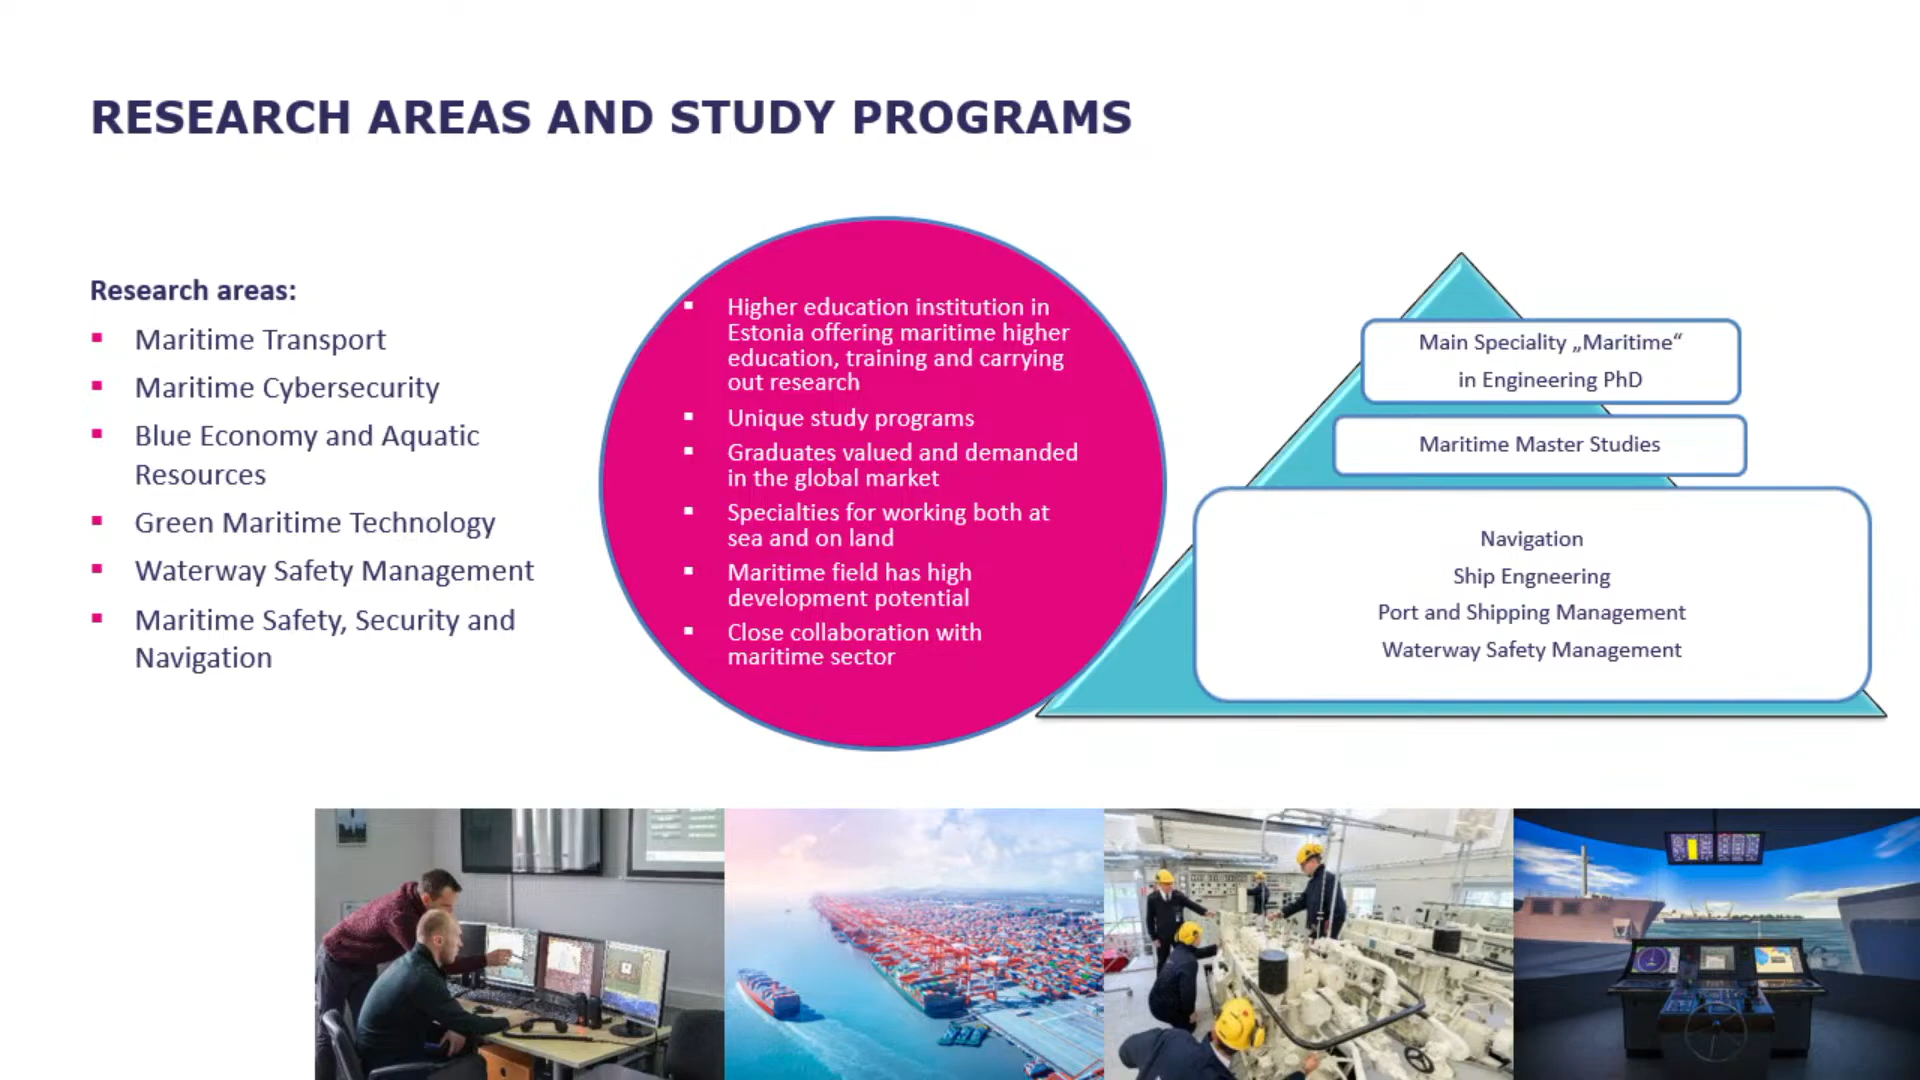 RESEARCH AREAS AND STUDY PROGRAMS
Research areas:
Maritime Transport
Maritime Cybersecurity
Blue Economy and Aquatic
Resources
Green Maritime Technology
Waterway Safety Management
Maritime Safety, Security and
Navigation
Higher education institution in
Estonia offering maritime higher
education, training and carrying
out research
Unique study programs
Graduates valued and demanded
in the global market
Specialties for working both at
sea and on land
Maritime field has high
development potential
Close collaboration with
maritime sector
Main Speciality „Maritime“
in Engineering PhD
Maritime Master Studies
Navigation
Ship Engneering
Port and Shipping Management
Waterway Safety Management